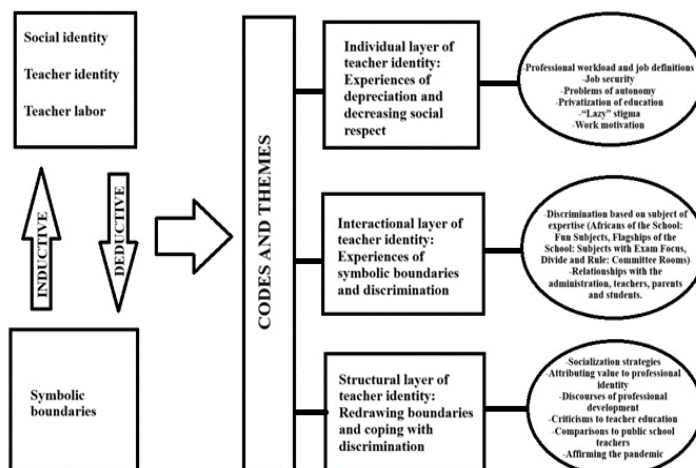 Social identity
Teacher identity
Teacher labor
INDUCTIVE
DEDUCTIVE
Symbolic
boundaries
CODES AND THEMES
Individual layer of
teacher identity:
Experiences of
depreciation and
decreasing social
respect
-Professional workload and job definitions
-Job security
-Problems of autonomy
-Privatization of education
-"Lazy" stigma
-Work motivation
Interactional layer of
teacher identity:
Experiences of
symbolic boundaries
and discrimination
-Discrimination based on subject of
expertise (Africans of the School:
Fun Subjects, Flagships of the
School: Subjects with Exam Focus,
Divide and Rule: Committee Rooms)
-Relationships with the
administration, teachers, parents
and students.
Structural layer of
teacher identity:
Redrawing boundaries
and coping with
discrimination
-Socialization strategies
-Attributing value to professional
identity
-Discourses of professional
development
-Criticisms to teacher education
-Comparisons to public school
teachers
-Affirming the pandemic